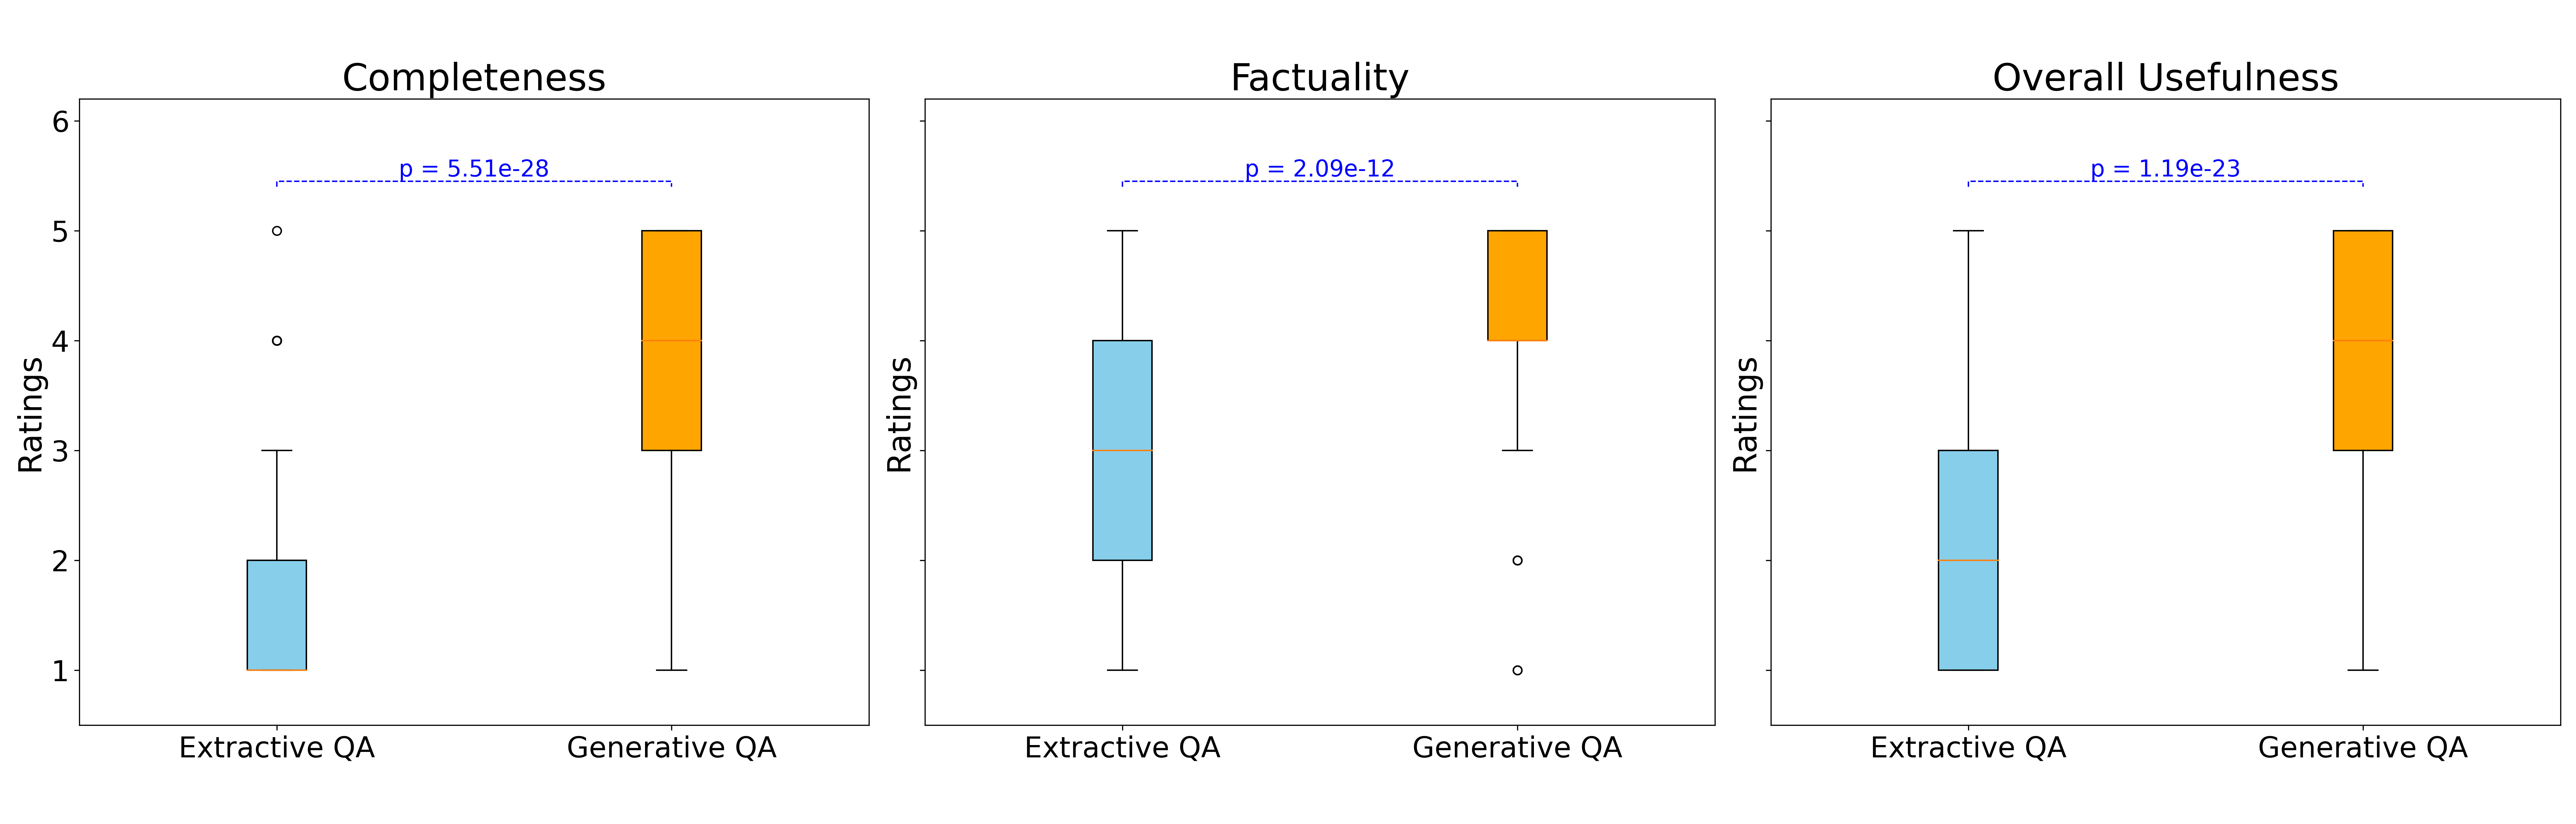 Completeness
Factuality
Overall Usefulness
6
5
4
3
2
1
Ratings
Ratings
Ratings
p = 5.51e-28
p = 2.09e-12
p = 1.19e-23
Extractive QA
Generative QA
Extractive QA
Generative QA
Extractive QA
Generative QA